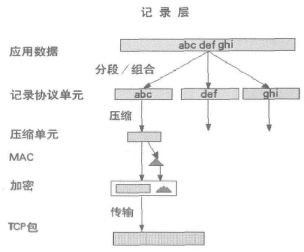 记录层
应用数据
abc def ghi
分段／组合
记录协议单元
abc
def
ghi
压缩
压缩单元
MAC
加密
传输
TCP包